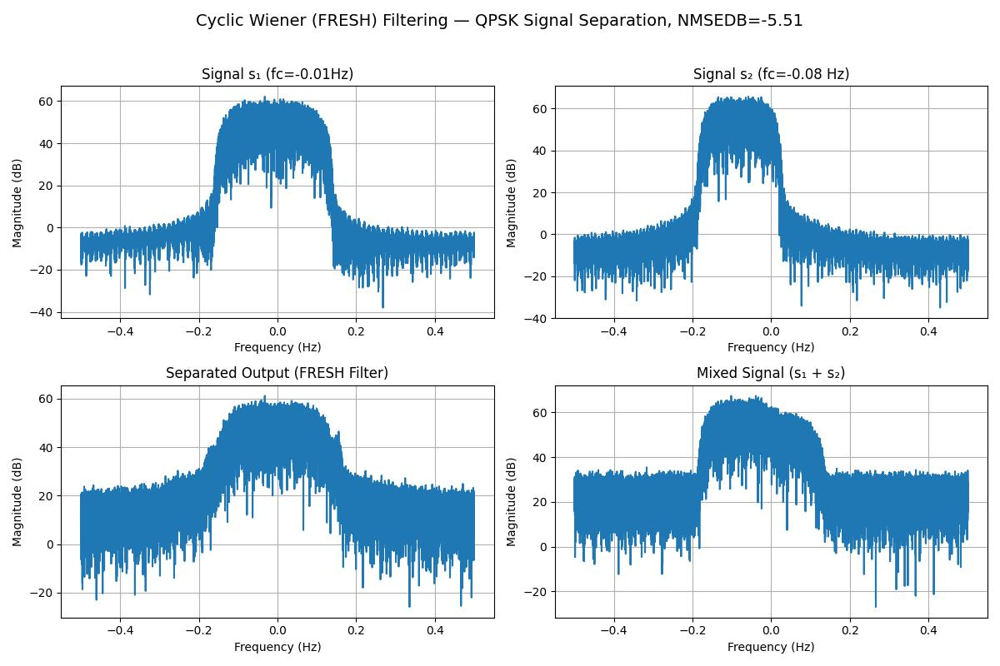 Cyclic Wiener (FRESH) Filtering — QPSK Signal Separation, NMSEDB=-5.51
Signal s₁ (fc=-0.01Hz)
Magnitude (dB)
60
40
20
0
−20
−40
−0.4 −0.2 0.0 0.2 0.4
Frequency (Hz)
Signal s₂ (fc=-0.08 Hz)
Magnitude (dB)
60
40
20
0
−20
−40
−0.4 −0.2 0.0 0.2 0.4
Frequency (Hz)
Separated Output (FRESH Filter)
Magnitude (dB)
60
40
20
0
−20
−0.4 −0.2 0.0 0.2 0.4
Frequency (Hz)
Mixed Signal (s₁ + s₂)
Magnitude (dB)
60
40
20
0
−20
−0.4 −0.2 0.0 0.2 0.4
Frequency (Hz)